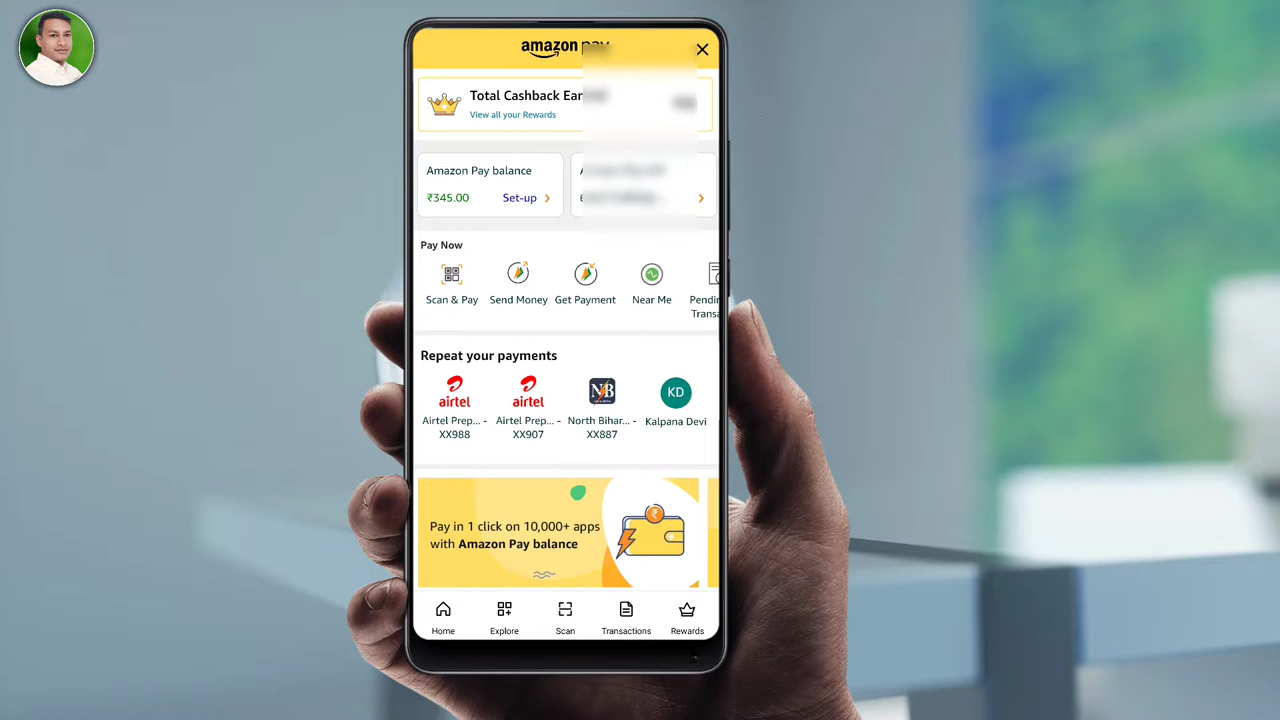 amazon pay
Total Cashback
View all your Rewards
Amazon Pay balance
₹345.00 Set-up
Pay Now
Scan & Pay Send Money Get Payment Near Me
Repeat your payments
airtel airtel NB KD
Airtel Prep... - Airtel Prep... - North Bihar... - Kalpana Devi
XX988 XX907 XX887
Pay in 1 click on 10,000+ apps
with Amazon Pay balance
Home Explore Scan Transactions Rewards